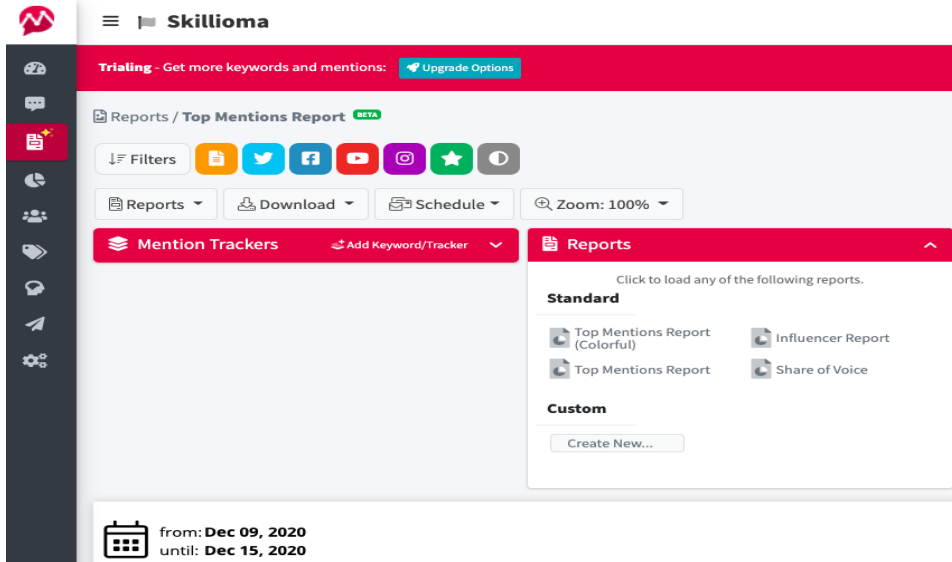 Skillioma
Trialing - Get more keywords and mentions: Upgrade Options
Reports / Top Mentions Report BETA
Filters
Reports Download Schedule Zoom: 100%
Mention Trackers Add Keyword/Tracker
Reports
Click to load any of the following reports.
Standard
Top Mentions Report
(Colorful)
Influencer Report
Top Mentions Report
Share of Voice
Custom
Create New...
from: Dec 09, 2020
until: Dec 15, 2020